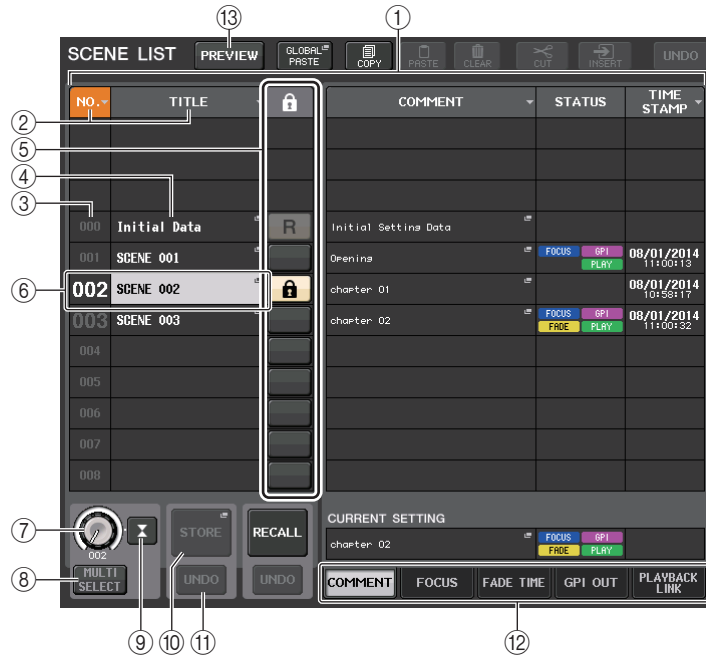 ⑬ ①
SCENE LIST PREVIEW GLOBAL PASTE COPY PASTE CLEAR CUT INSERT UNDO
② NO. TITLE COMMENT STATUS TIME STAMP
⑤
④
③ 000 Initial Data R Initial Setting Data
001 SCENE 001 Opening FOCUS GPI PLAY 08/01/2014 11:00:13
⑥ 002 SCENE 002 chapter 01 08/01/2014 10:58:17
003 SCENE 003 chapter 02 FOCUS GPI FADE PLAY 08/01/2014 11:00:32
004
005
006
007
008
CURRENT SETTING
⑦ 002 STORE RECALL chapter 02 FOCUS GPI FADE PLAY
⑧ MULTI SELECT UNDO UNDO COMMENT FOCUS FADE TIME GPI OUT PLAYBACK LINK
⑨ ⑩ ⑪ ⑫